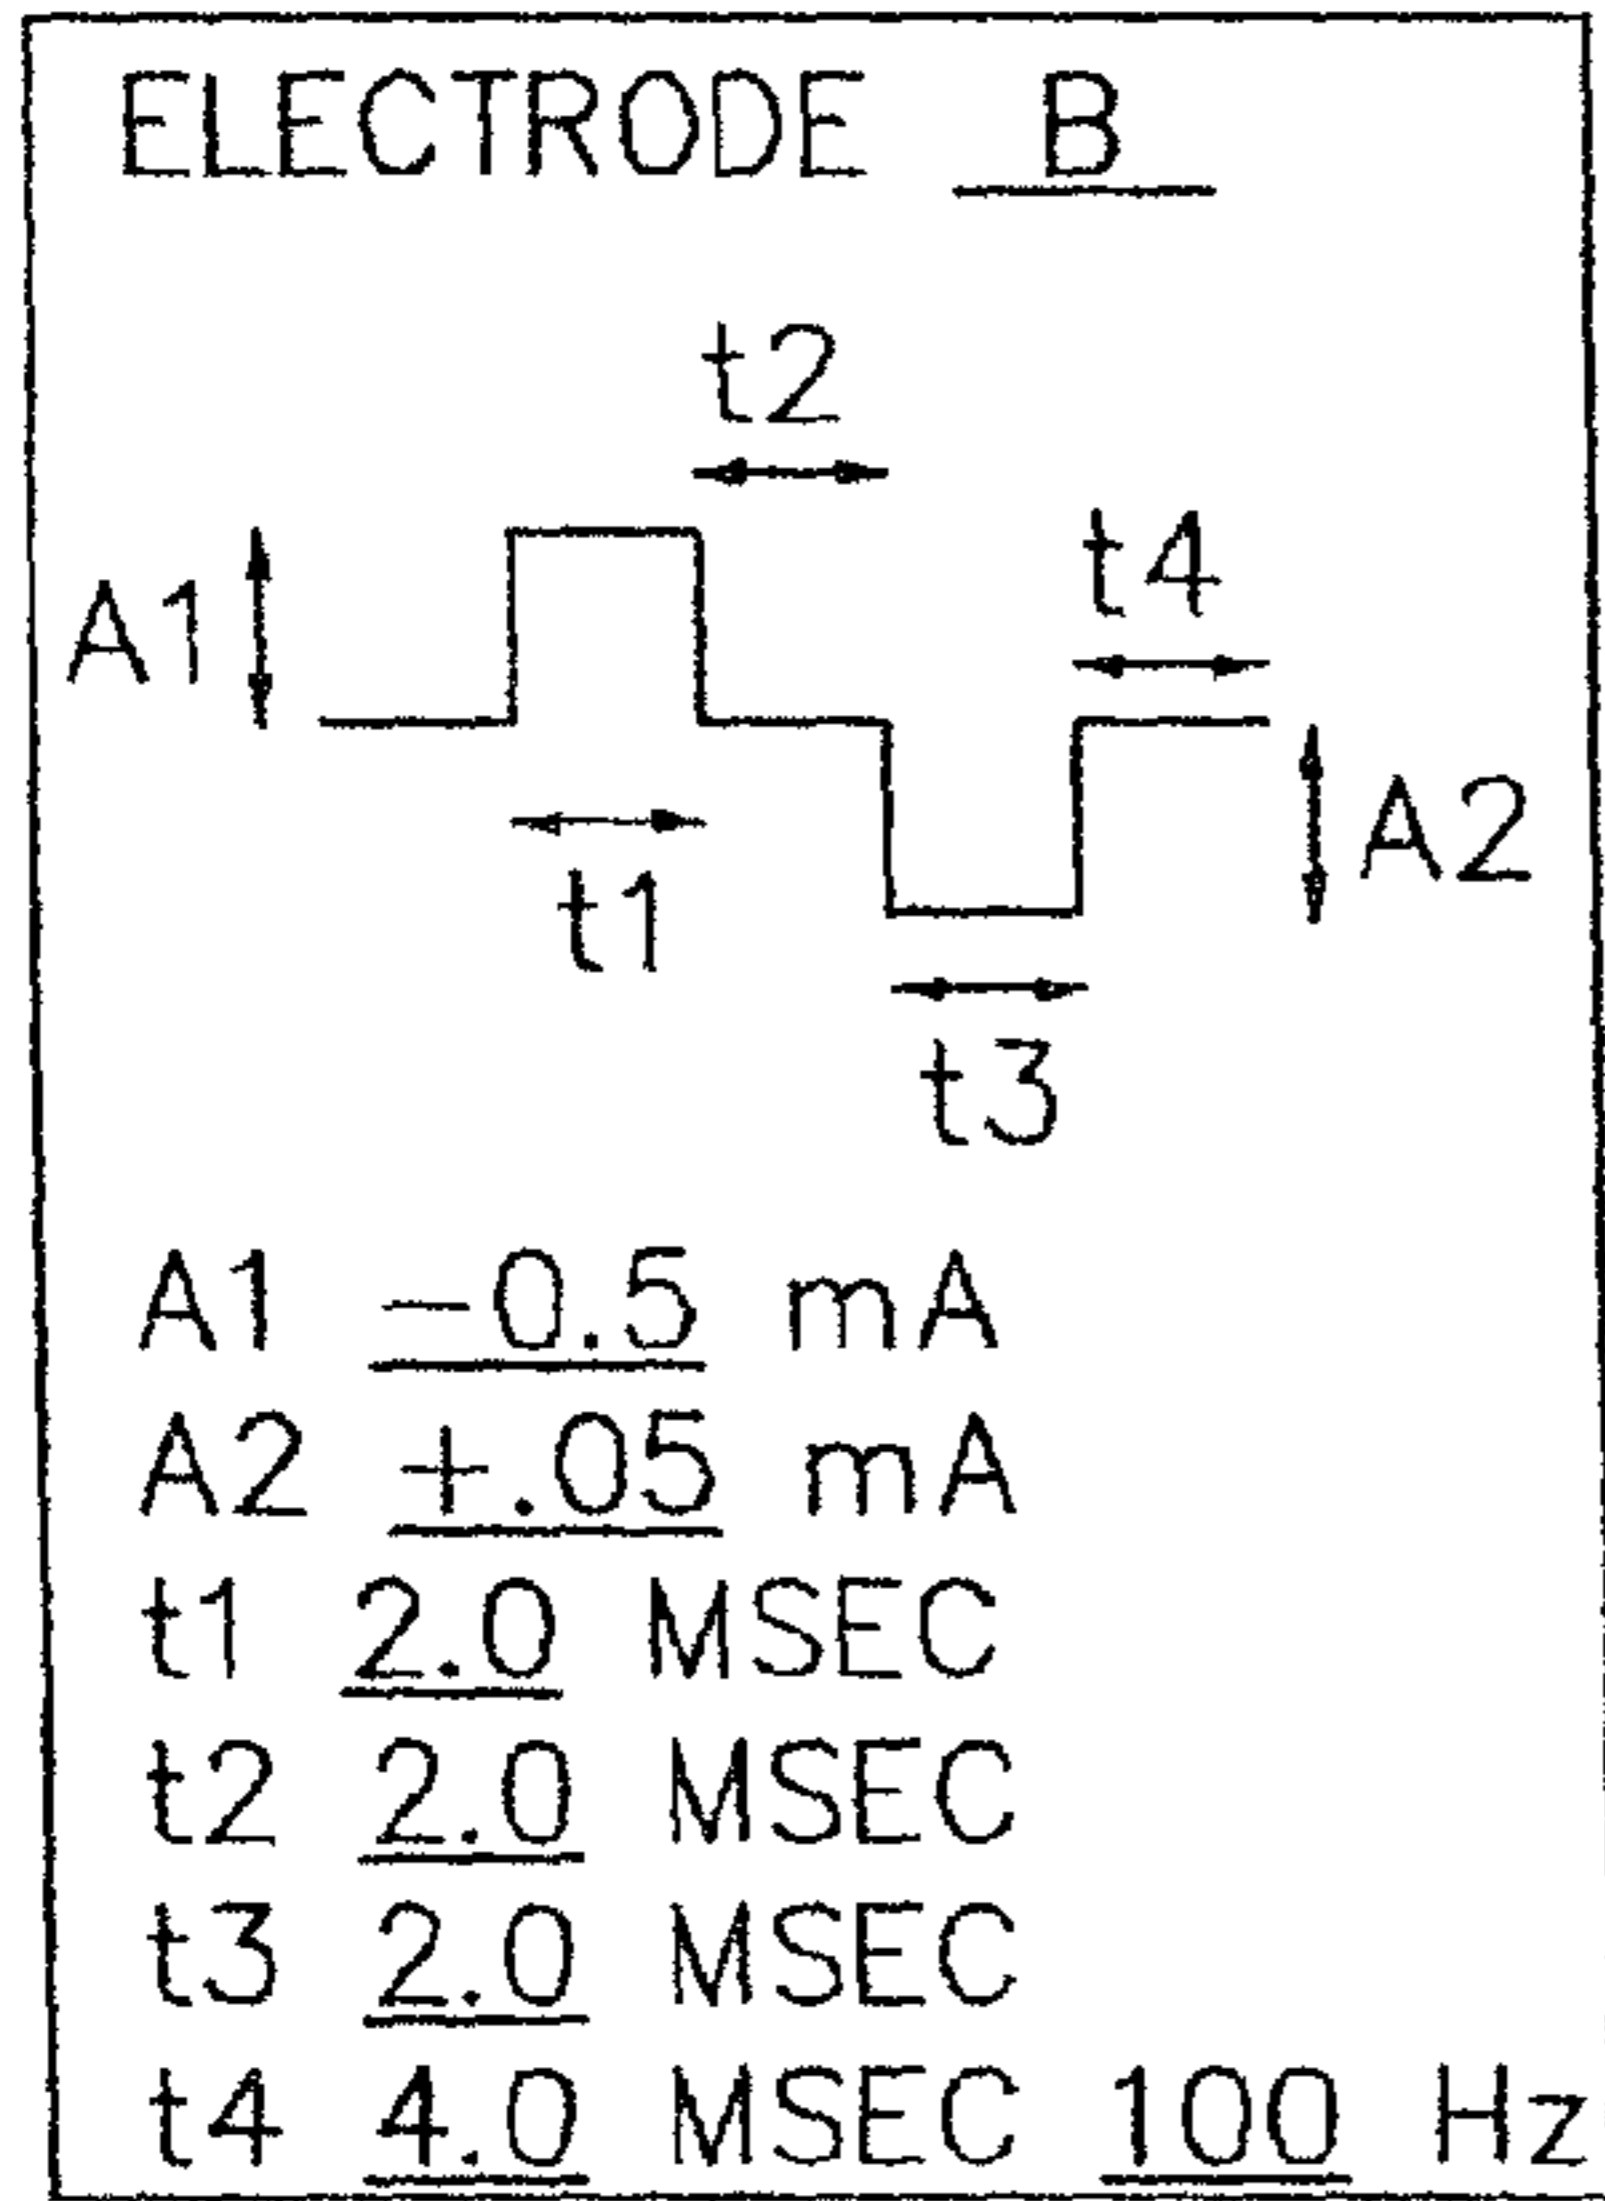 ELECTRODE B
t2
t4
A1
A2
t1
t3
A1 -0.5 mA
A2 +.05 mA
t1 2.0 MSEC
t2 2.0 MSEC
t3 2.0 MSEC
t4 4.0 MSEC 100 Hz